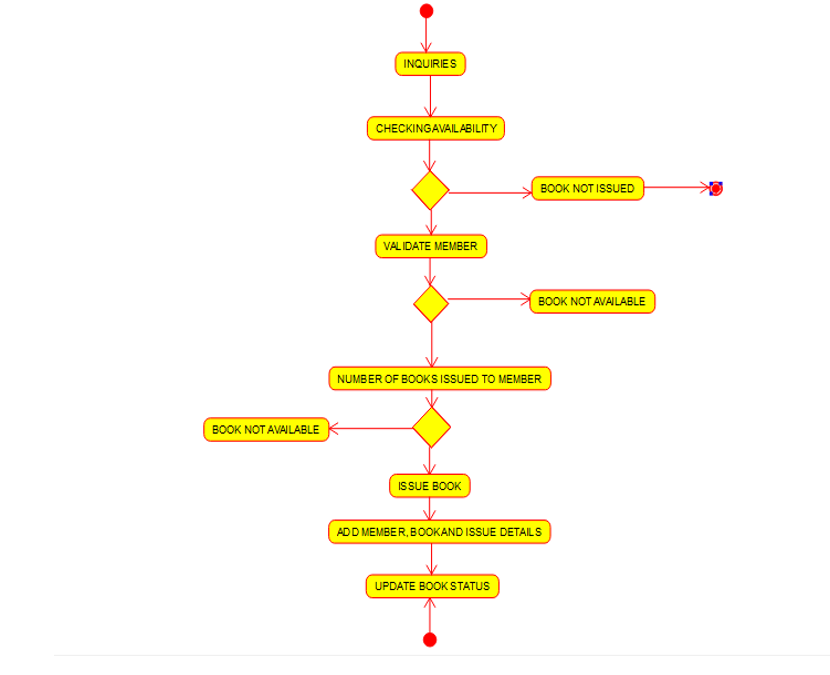 INQUIRIES
CHECKINGAVAILABILITY
BOOK NOT ISSUED
VALIDATE MEMBER
BOOK NOT AVAILABLE
NUMBER OF BOOKS ISSUED TO MEMBER
BOOK NOT AVAILABLE
ISSUE BOOK
ADD MEMBER, BOOKAND ISSUE DETAILS
UPDATE BOOK STATUS